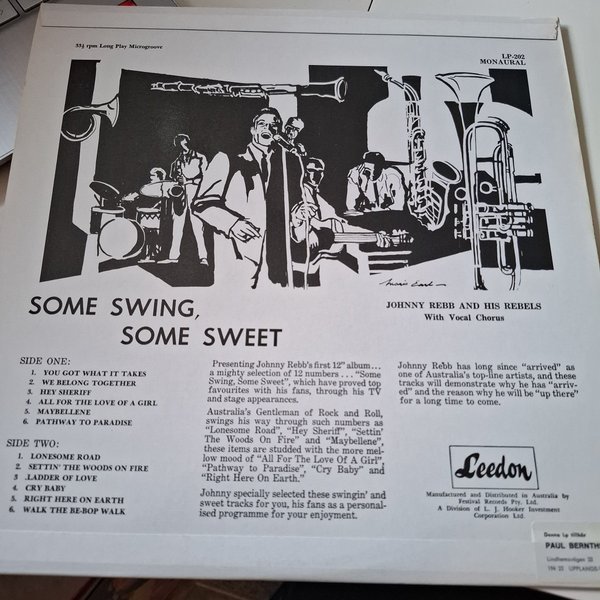 33⅓ rpm Long Play Microgroove
LP-202
MONAURAL
JOHNNY REBB AND HIS REBELS
With Vocal Chorus
SOME SWING,
SOME SWEET
SIDE ONE:
1. YOU GOT WHAT IT TAKES
2. WE BELONG TOGETHER
3. HEY SHERIFF
4. ALL FOR THE LOVE OF A GIRL
5. MAYBELLENE
6. PATHWAY TO PARADISE
SIDE TWO:
1. LONESOME ROAD
2. SETTIN' THE WOODS ON FIRE
3 .LADDER OF LOVE
4. CRY BABY
5. RIGHT HERE ON EARTH
6. WALK THE BE-BOP WALK
Presenting Johnny Rebb's first 12" album...
a mighty selection of 12 numbers . . . "Some
Swing, Some Sweet", which have proved top
favourites with his fans, through his TV
and stage appearances.
Australia's Gentleman of Rock and Roll,
swings his way through such numbers as
"Lonesome Road", "Hey Sheriff", "Settin'
The Woods On Fire" and "Maybellene",
these items are studded with the more mel-
low mood of "All For The Love Of A Girl",
"Pathway to Paradise", "Cry Baby" and
"Right Here On Earth."
Johnny specially selected these swingin' and
sweet tracks for you, his fans as a personal-
ised programme for your enjoyment.
Johnny Rebb has long since "arrived" as
one of Australia's top-line artists, and these
tracks will demonstrate why he has "arriv-
ed" and the reason why he will be "up there"
for a long time to come.
Leedon
Manufactured and Distributed in Australia by
Festival Records Pty. Ltd.
A Division of L. J. Hooker Investment
Corporation Ltd.
Denna Lp tillhör
PAUL BERNTH
Lindhemsvägen
194 22 UPPLANDS